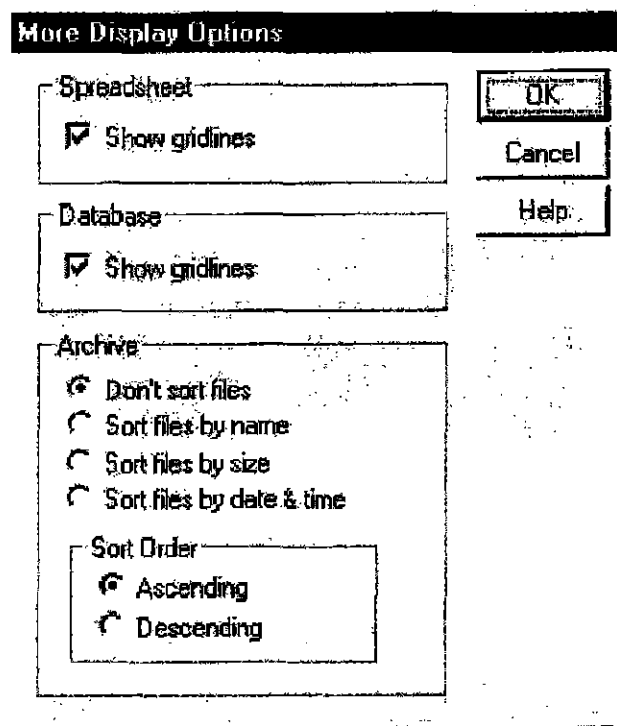 More Display Options
Spreadsheet
Show gridlines
Database
Show gridlines
Archive
Don't sort files
Sort files by name
Sort files by size
Sort files by date & time
Sort Order
Ascending
Descending
OK
Cancel
Help